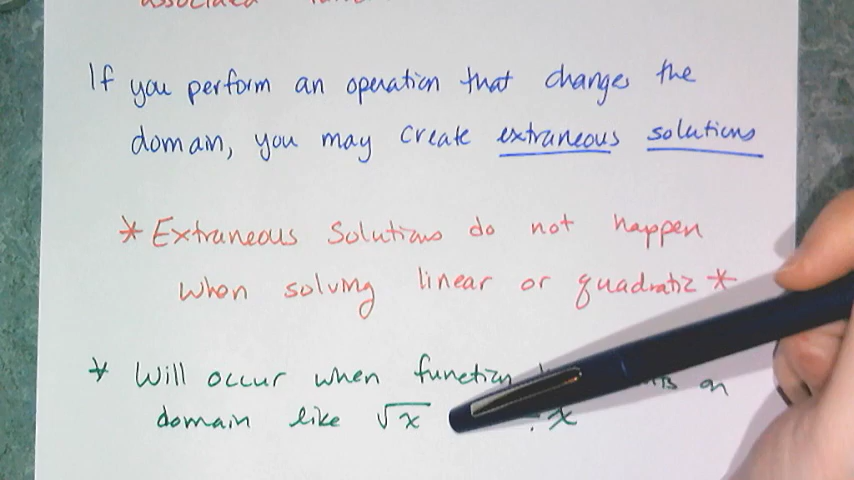 If you perform an operation that changes the
domain, you may create extraneous solutions
* Extraneous Solutions do not happen
when solving linear or quadratic *
* Will occur when function on
domain like √x ÷x